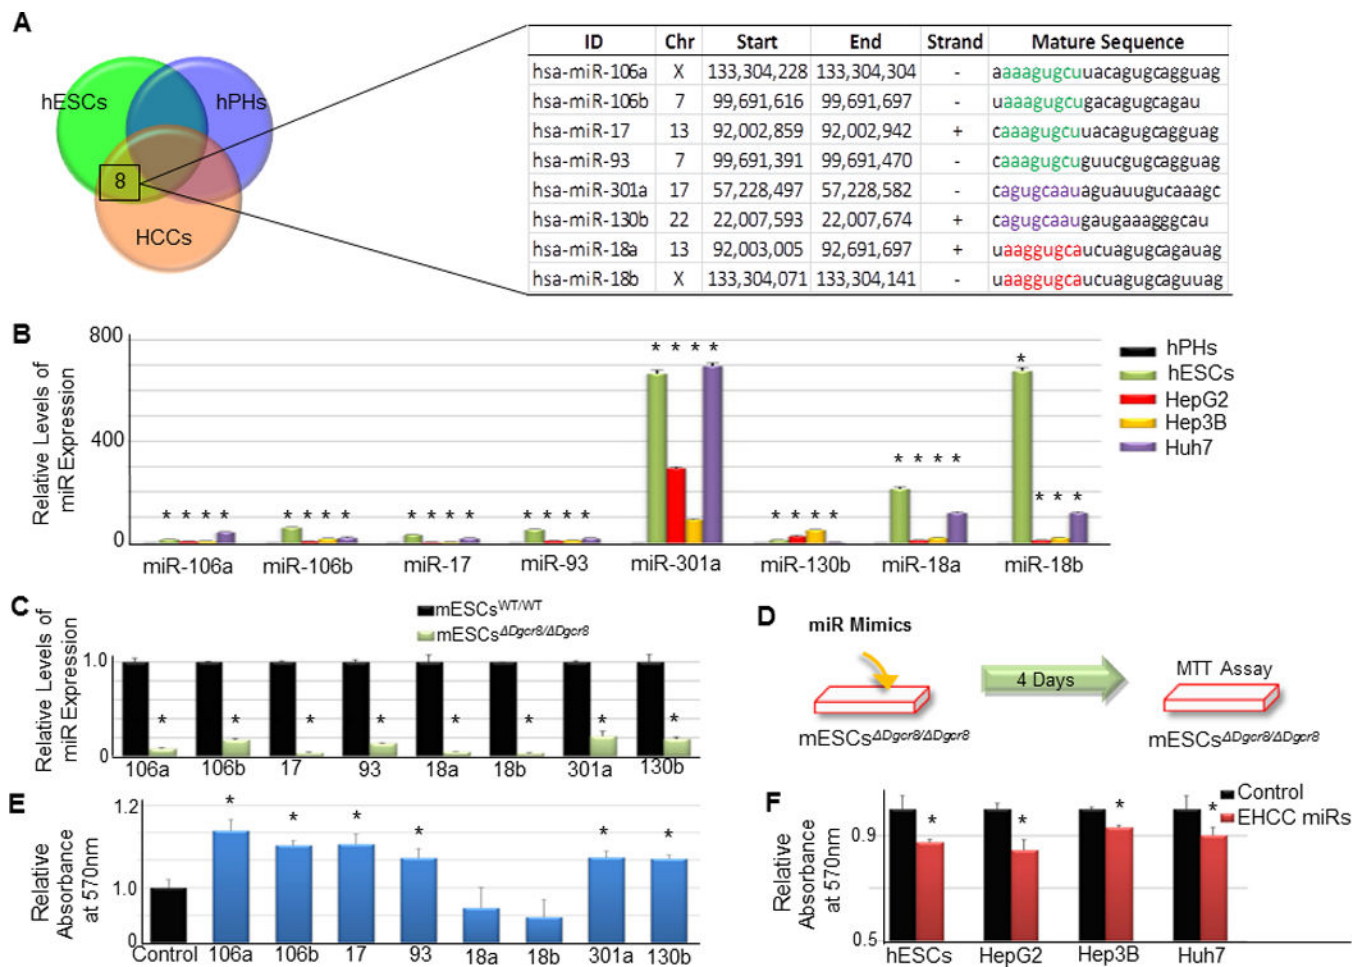 A
hESCs
hPHs
8
HCCs
ID Chr Start End Strand Mature Sequence
hsa-miR-106a X 133,304,228 133,304,304 - aaaagugcuuacagugcagguag
hsa-miR-106b 7 99,691,616 99,691,697 - uaaagugcugacagugcagau
hsa-miR-17 13 92,002,859 92,002,942 + caaagugcuuacagugcagguag
hsa-miR-93 7 99,691,391 99,691,470 - caaagugcuguucgugcagguag
hsa-miR-301a 17 57,228,497 57,228,582 - cagugcaauaguauugucaaagc
hsa-miR-130b 22 22,007,593 22,007,674 + cagugcaaugaugaaagggcau
hsa-miR-18a 13 92,003,005 92,691,697 + uaaggugcaucuagugcagauag
hsa-miR-18b X 133,304,071 133,304,141 - uaaggugcaucuagugcaguuag
B
Relative Levels of
miR Expression
800
400
0
* * * * * * * * * * * * * * * * * * * * * * * * * * * * * * * *
miR-106a miR-106b miR-17 miR-93 miR-301a miR-130b miR-18a miR-18b
hPHs
hESCs
HepG2
Hep3B
Huh7
C
Relative Levels of
miR Expression
mESCsWT/WT
mESCsΔDgcr8/ΔDgcr8
1.0
0
* * * * * * * *
106a 106b 17 93 18a 18b 301a 130b
D
miR Mimics
4 Days
MTT Assay
mESCsΔDgcr8/ΔDgcr8
mESCsΔDgcr8/ΔDgcr8
E
Relative
Absorbance
at 570nm
1.2
1.0
0
* * * * * *
Control 106a 106b 17 93 18a 18b 301a 130b
F
Relative
Absorbance
at 570nm
Control
EHCC miRs
0.9
0.5
* * * *
hESCs HepG2 Hep3B Huh7